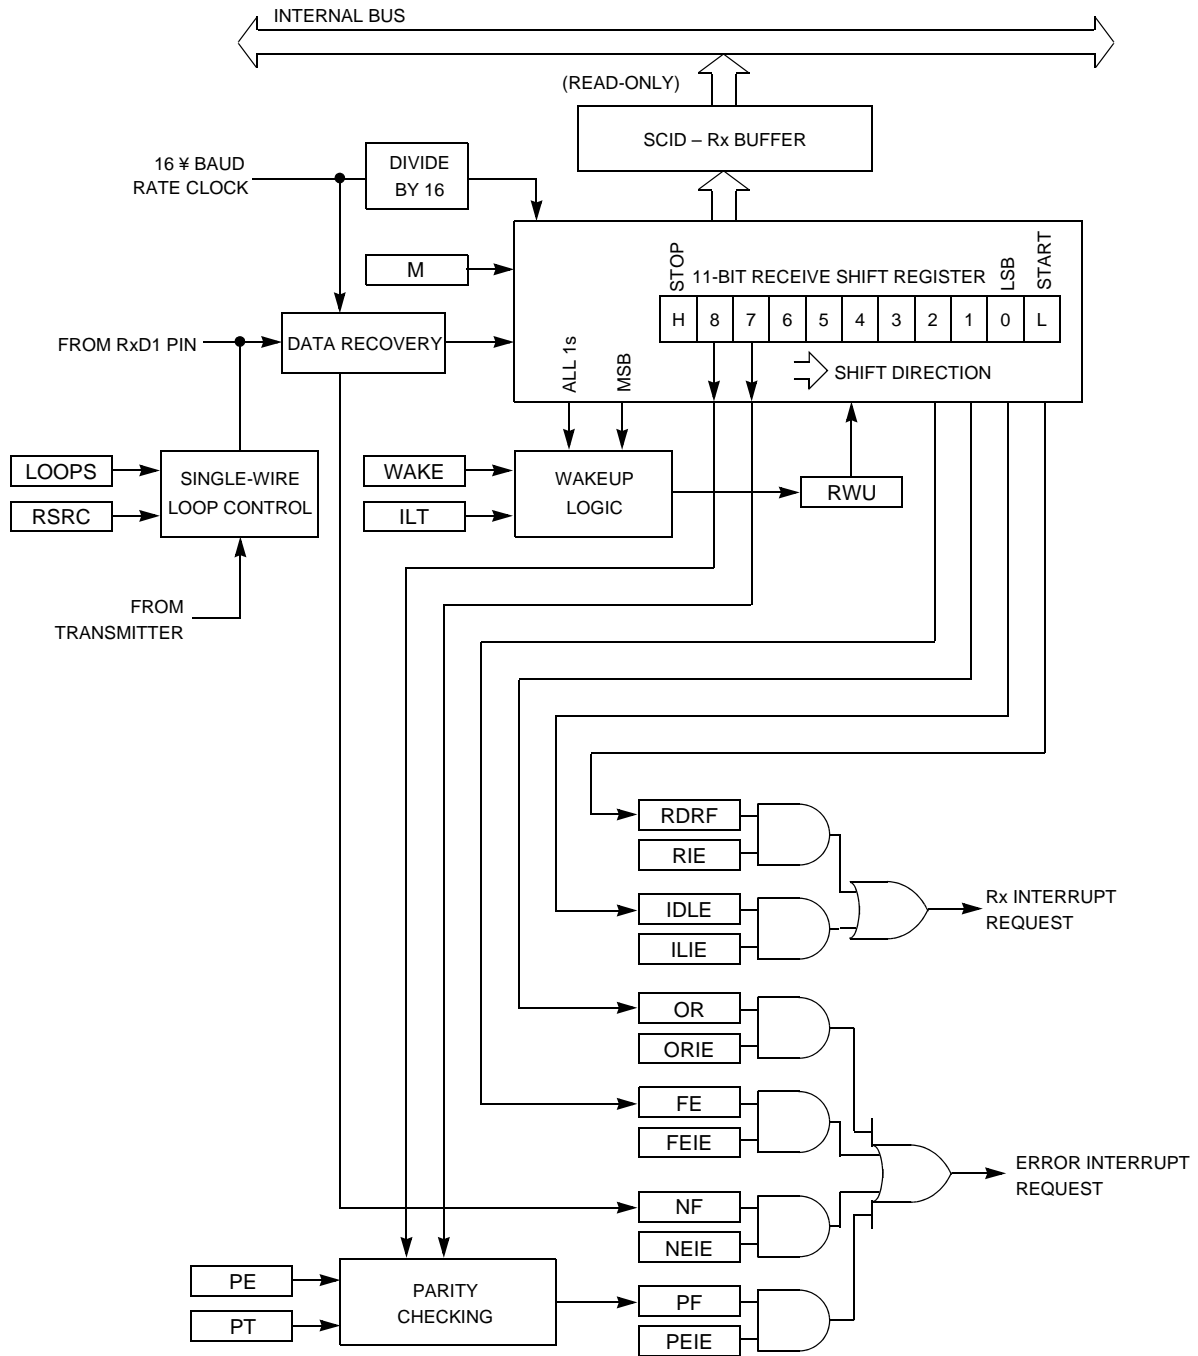 INTERNAL BUS
(READ-ONLY)
SCID – Rx BUFFER
16 ¥ BAUD
RATE CLOCK
DIVIDE
BY 16
M
STOP
11-BIT RECEIVE SHIFT REGISTER
LSB
START
H 8 7 6 5 4 3 2 1 0 L
FROM RxD1 PIN
DATA RECOVERY
ALL 1s
MSB
SHIFT DIRECTION
LOOPS
RSRC
SINGLE-WIRE
LOOP CONTROL
WAKE
ILT
WAKEUP
LOGIC
RWU
FROM
TRANSMITTER
RDRF
RIE
IDLE
ILIE
Rx INTERRUPT
REQUEST
OR
ORIE
FE
FEIE
ERROR INTERRUPT
REQUEST
NF
NEIE
PE
PT
PARITY
CHECKING
PF
PEIE